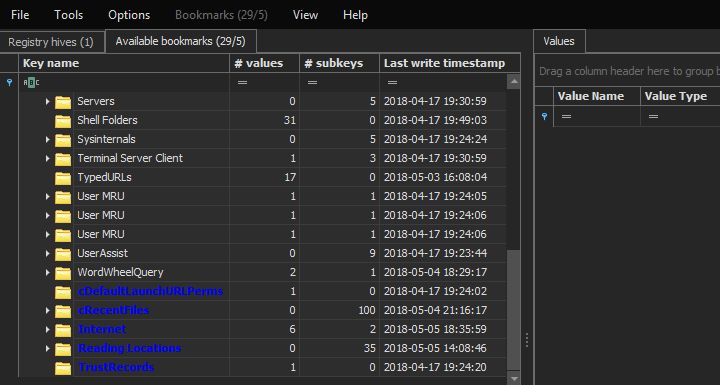 File Tools Options Bookmarks (29/5) View Help
Registry hives (1) Available bookmarks (29/5) Values
Key name # values # subkeys Last write timestamp
Drag a column header here to group b
Value Name Value Type
ABC = = =
= =
Servers 0 5 2018-04-17 19:30:59
Shell Folders 31 0 2018-04-17 19:49:03
Sysinternals 0 5 2018-04-17 19:24:24
Terminal Server Client 1 3 2018-04-17 19:30:59
TypedURLs 17 0 2018-05-03 16:08:04
User MRU 1 1 2018-04-17 19:24:05
User MRU 1 1 2018-04-17 19:24:06
User MRU 1 1 2018-04-17 19:24:06
UserAssist 0 9 2018-04-17 19:23:44
WordWheelQuery 2 1 2018-05-04 18:29:17
cDefaultLaunchURLPerms 1 0 2018-04-17 19:24:02
cRecentFiles 0 100 2018-05-04 21:16:17
Internet 6 2 2018-05-05 18:35:59
Reading Locations 0 35 2018-05-05 14:08:46
TrustRecords 1 0 2018-04-17 19:24:20